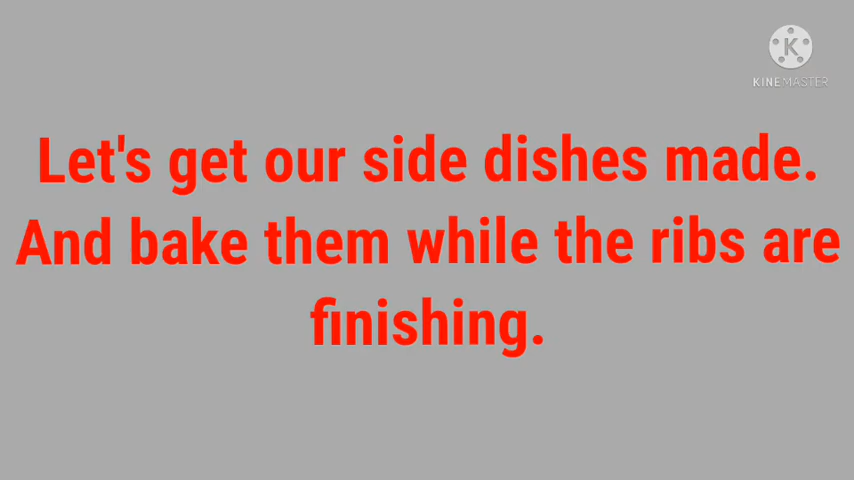 K
KINEMASTER
Let's get our side dishes made.
And bake them while the ribs are
finishing.